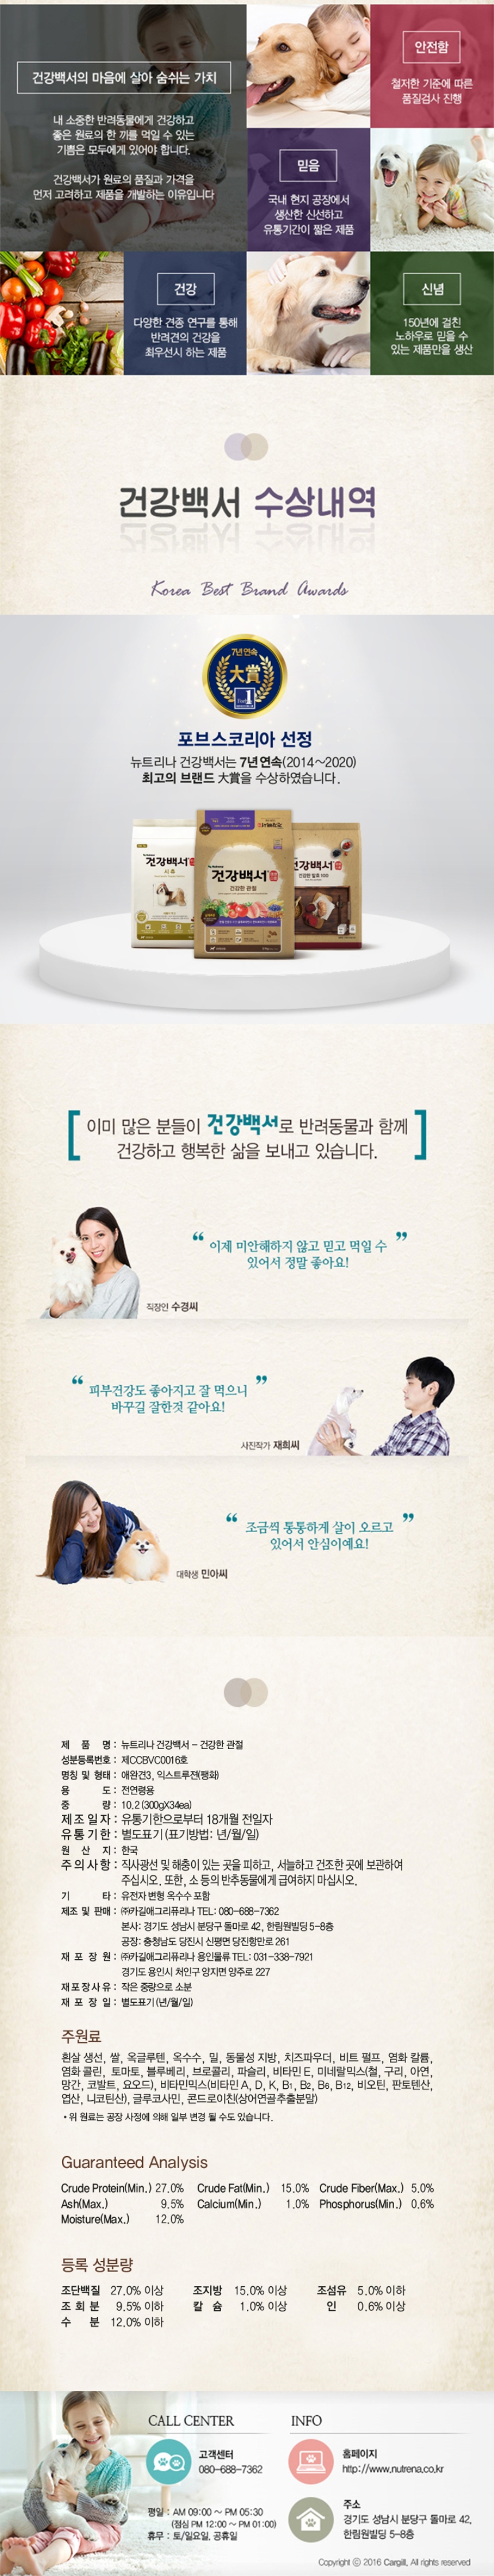 건강백서의 마음에 살아 숨쉬는 가치
내 소중한 반려동물에게 건강하고
좋은 원료의 한 끼를 먹일 수 있는
기쁨은 모두에게 있어야 합니다.
건강백서가 원료의 품질과 가격을
먼저 고려하고 제품을 개발하는 이유입니다
안전함
철저한 기준에 따른
품질검사 진행
믿음
국내 현지 공장에서
생산한 신선하고
유통기간이 짧은 제품
건강
다양한 견종 연구를 통해
반려견의 건강을
최우선시 하는 제품
신념
150년에 걸친
노하우로 믿을 수
있는 제품만을 생산
건강백서 수상내역
Korea Best Brand Awards
7년 연속
大賞
포브스코리아 선정
뉴트리나 건강백서는 7년 연속(2014~2020)
최고의 브랜드 大賞을 수상하였습니다.
건강백서
시츄
건강백서
건강한 관절
건강백서
이미 많은 분들이 건강백서로 반려동물과 함께
건강하고 행복한 삶을 보내고 있습니다.
“ 이제 미안해하지 않고 믿고 먹일 수 ”
있어서 정말 좋아요!
직장인 수경씨
“ 피부건강도 좋아지고 잘 먹으니 ”
바꾸길 잘한것 같아요!
사진작가 재희씨
“ 조금씩 통통하게 살이 오르고 ”
있어서 안심이예요!
대학생 민아씨
제 품 명 : 뉴트리나 건강백서 - 건강한 관절
성분등록번호 : 제CCBVC0016호
명칭 및 형태 : 애완견3, 익스트루젼(팽화)
용 도 : 전연령용
중 량 : 10.2 (300gX34ea)
제조일자 : 유통기한으로부터 18개월 전일자
유통기한 : 별도표기 (표기방법: 년/월/일)
원 산 지 : 한국
주의사항 : 직사광선 및 해충이 있는 곳을 피하고, 서늘하고 건조한 곳에 보관하여
주십시오. 또한, 소 등의 반추동물에게 급여하지 마십시오.
기 타 : 유전자 변형 옥수수 포함
제조 및 판매 : ㈜카길애그리퓨리나 TEL: 080-688-7362
본사: 경기도 성남시 분당구 돌마로 42, 한림원빌딩 5-8층
공장: 충청남도 당진시 신평면 당진항만로 261
재 포 장 원 : ㈜카길애그리퓨리나 용인물류 TEL: 031-338-7921
경기도 용인시 처인구 양지면 양주로 227
재포장사유 : 작은 중량으로 소분
재 포 장 일 : 별도표기 (년/월/일)
주원료
흰살 생선, 쌀, 옥글루텐, 옥수수, 밀, 동물성 지방, 치즈파우더, 비트 펄프, 염화 칼륨,
염화 콜린, 토마토, 블루베리, 브로콜리, 파슬리, 비타민 E, 미네랄믹스(철, 구리, 아연,
망간, 코발트, 요오드), 비타민믹스(비타민 A, D, K, B1, B2, B6, B12, 비오틴, 판토텐산,
엽산, 니코틴산), 글루코사민, 콘드로이친(상어연골추출분말)
• 위 원료는 공장 사정에 의해 일부 변경 될 수도 있습니다.
Guaranteed Analysis
Crude Protein(Min.) 27.0% Crude Fat(Min.) 15.0% Crude Fiber(Max.) 5.0%
Ash(Max.) 9.5% Calcium(Min.) 1.0% Phosphorus(Min.) 0.6%
Moisture(Max.) 12.0%
등록 성분량
조단백질 27.0% 이상 조지방 15.0% 이상 조섬유 5.0% 이하
조 회 분 9.5% 이하 칼 슘 1.0% 이상 인 0.6% 이상
수 분 12.0% 이하
CALL CENTER
고객센터
080-688-7362
평일 : AM 09:00 ~ PM 05:30
(점심 PM 12:00 ~ PM 01:00)
휴무 : 토/일요일, 공휴일
INFO
홈페이지
http://www.nutrena.co.kr
주소
경기도 성남시 분당구 돌마로 42,
한림원빌딩 5-8층
Copyright ⓒ 2016 Cargill, All rights reserved